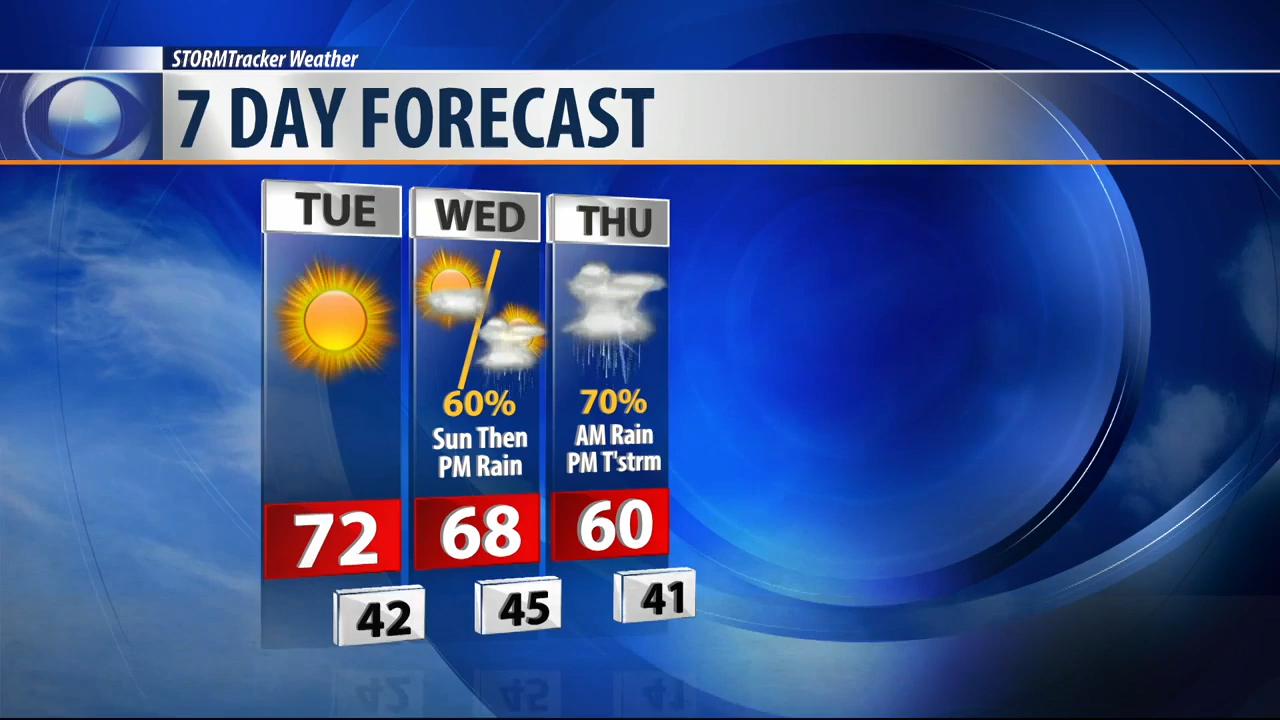 STORMTracker Weather
7 DAY FORECAST
TUE
72
42
WED
60%
Sun Then
PM Rain
68
45
THU
70%
AM Rain
PM T'strm
60
41